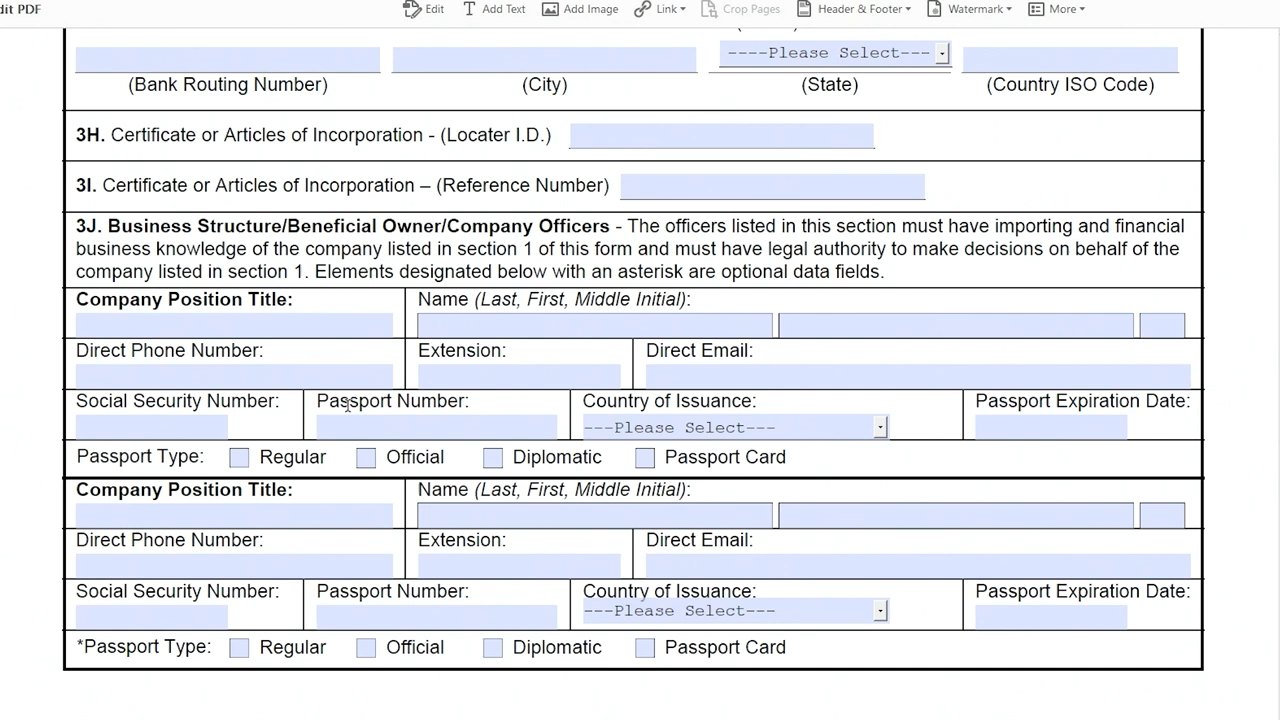 dit PDF
Edit Add Text Add Image Link Crop Pages Header & Footer Watermark More
----Please Select---
(Bank Routing Number) (City) (State) (Country ISO Code)
3H. Certificate or Articles of Incorporation - (Locater I.D.)
3I. Certificate or Articles of Incorporation – (Reference Number)
3J. Business Structure/Beneficial Owner/Company Officers - The officers listed in this section must have importing and financial
business knowledge of the company listed in section 1 of this form and must have legal authority to make decisions on behalf of the
company listed in section 1. Elements designated below with an asterisk are optional data fields.
Company Position Title: Name (Last, First, Middle Initial):
Direct Phone Number: Extension: Direct Email:
Social Security Number: Passport Number: Country of Issuance: Passport Expiration Date:
---Please Select---
Passport Type: Regular Official Diplomatic Passport Card
Company Position Title: Name (Last, First, Middle Initial):
Direct Phone Number: Extension: Direct Email:
Social Security Number: Passport Number: Country of Issuance: Passport Expiration Date:
---Please Select---
*Passport Type: Regular Official Diplomatic Passport Card